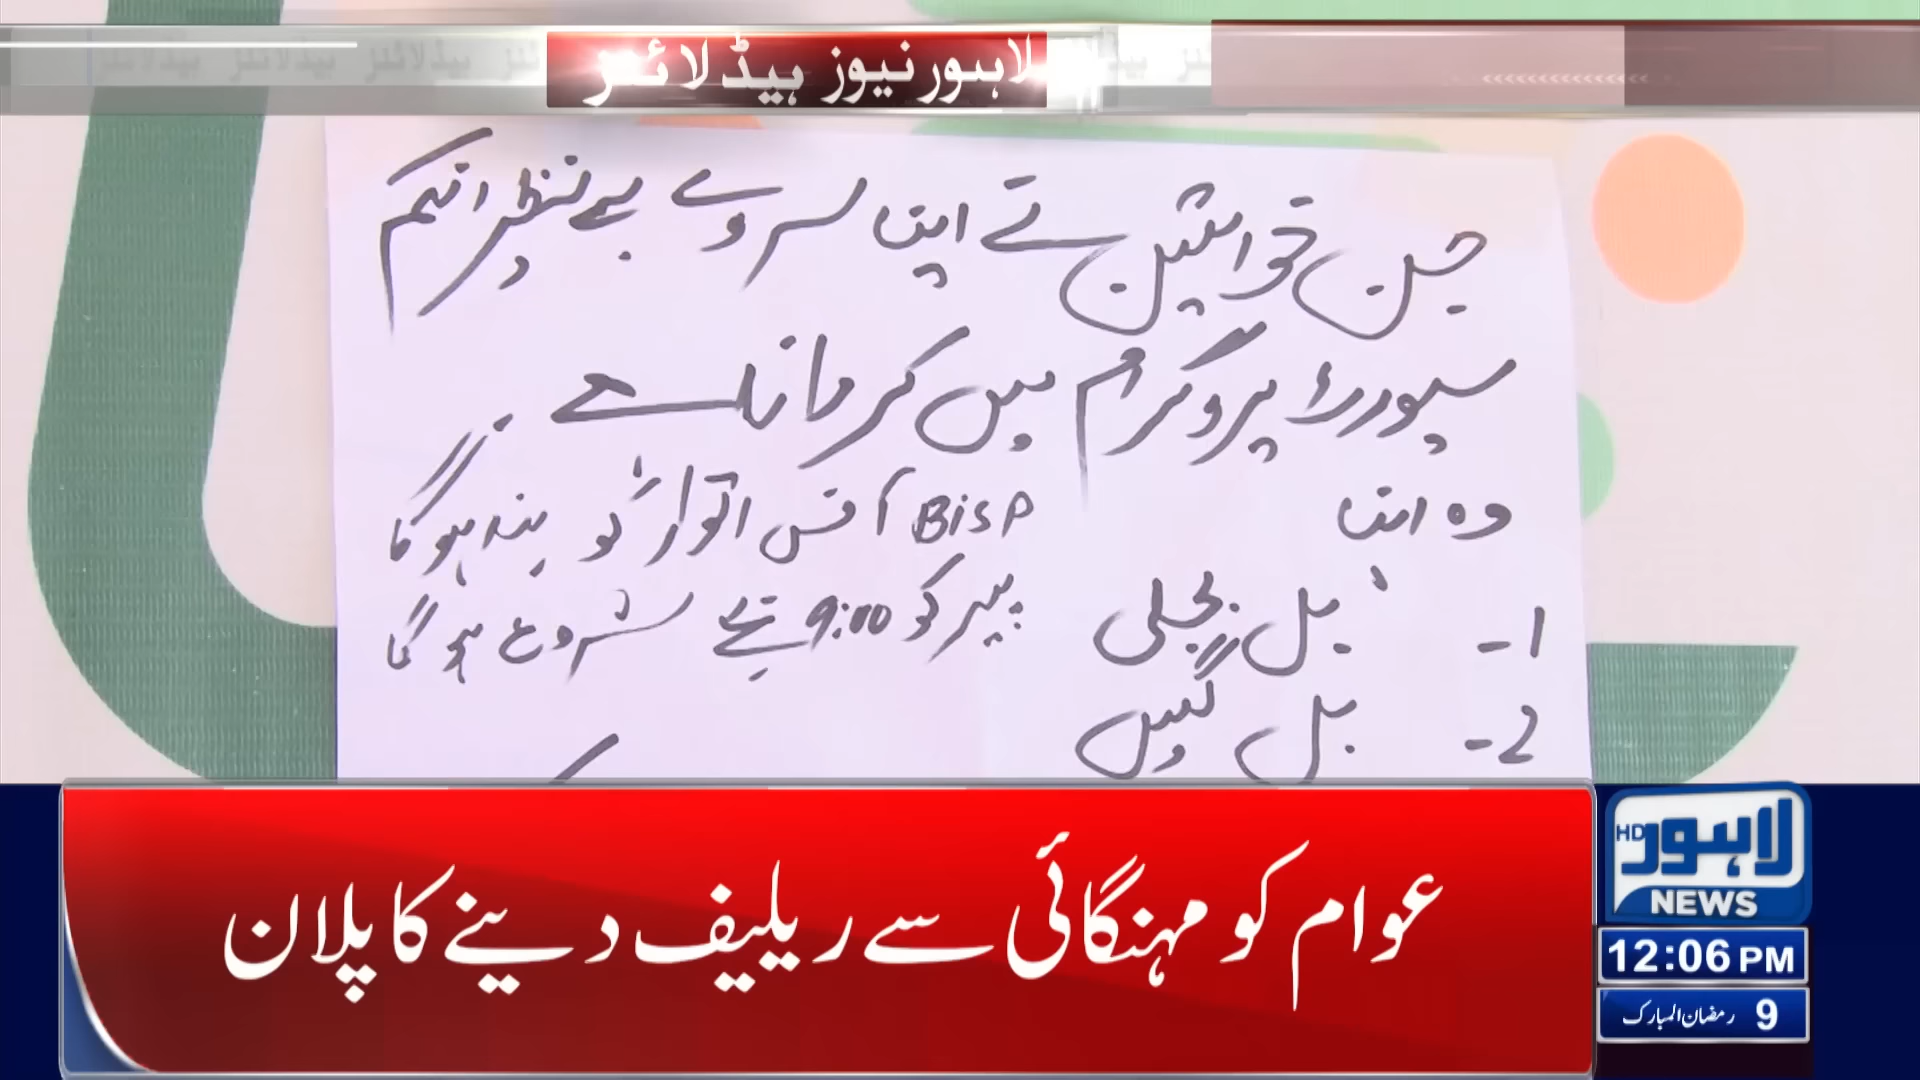 لاہور نیوز ہیڈلائنز
جن خواتین نے اپنا سروے بے نظیر انکم
سپورٹ پروگرام میں کروانا ہے
وہ اپنا
BISP آفس اتوار کو بند ہوگا
پیر کو 9:00 بجے شروع ہوگا
1- بل بجلی
2- بل گیس
عوام کو مہنگائی سے ریلیف دینے کا پلان
لاہور HD
NEWS
12:06 PM
9 رمضان المبارک